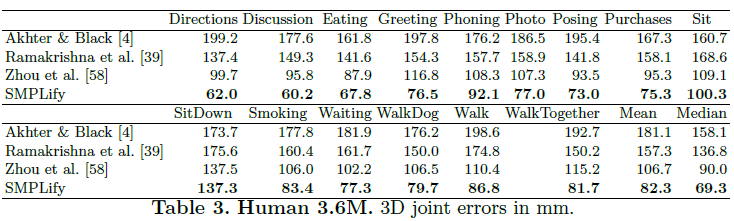 Directions Discussion Eating Greeting Phoning Photo Posing Purchases Sit
Akhter & Black [4] 199.2 177.6 161.8 197.8 176.2 186.5 195.4 167.3 160.7
Ramakrishna et al. [39] 137.4 149.3 141.6 154.3 157.7 158.9 141.8 158.1 168.6
Zhou et al. [58] 99.7 95.8 87.9 116.8 108.3 107.3 93.5 95.3 109.1
SMPLify 62.0 60.2 67.8 76.5 92.1 77.0 73.0 75.3 100.3
SitDown Smoking Waiting WalkDog Walk WalkTogether Mean Median
Akhter & Black [4] 173.7 177.8 181.9 176.2 198.6 192.7 181.1 158.1
Ramakrishna et al. [39] 175.6 160.4 161.7 150.0 174.8 150.2 157.3 136.8
Zhou et al. [58] 137.5 106.0 102.2 106.5 110.4 115.2 106.7 90.0
SMPLify 137.3 83.4 77.3 79.7 86.8 81.7 82.3 69.3
Table 3. Human 3.6M. 3D joint errors in mm.